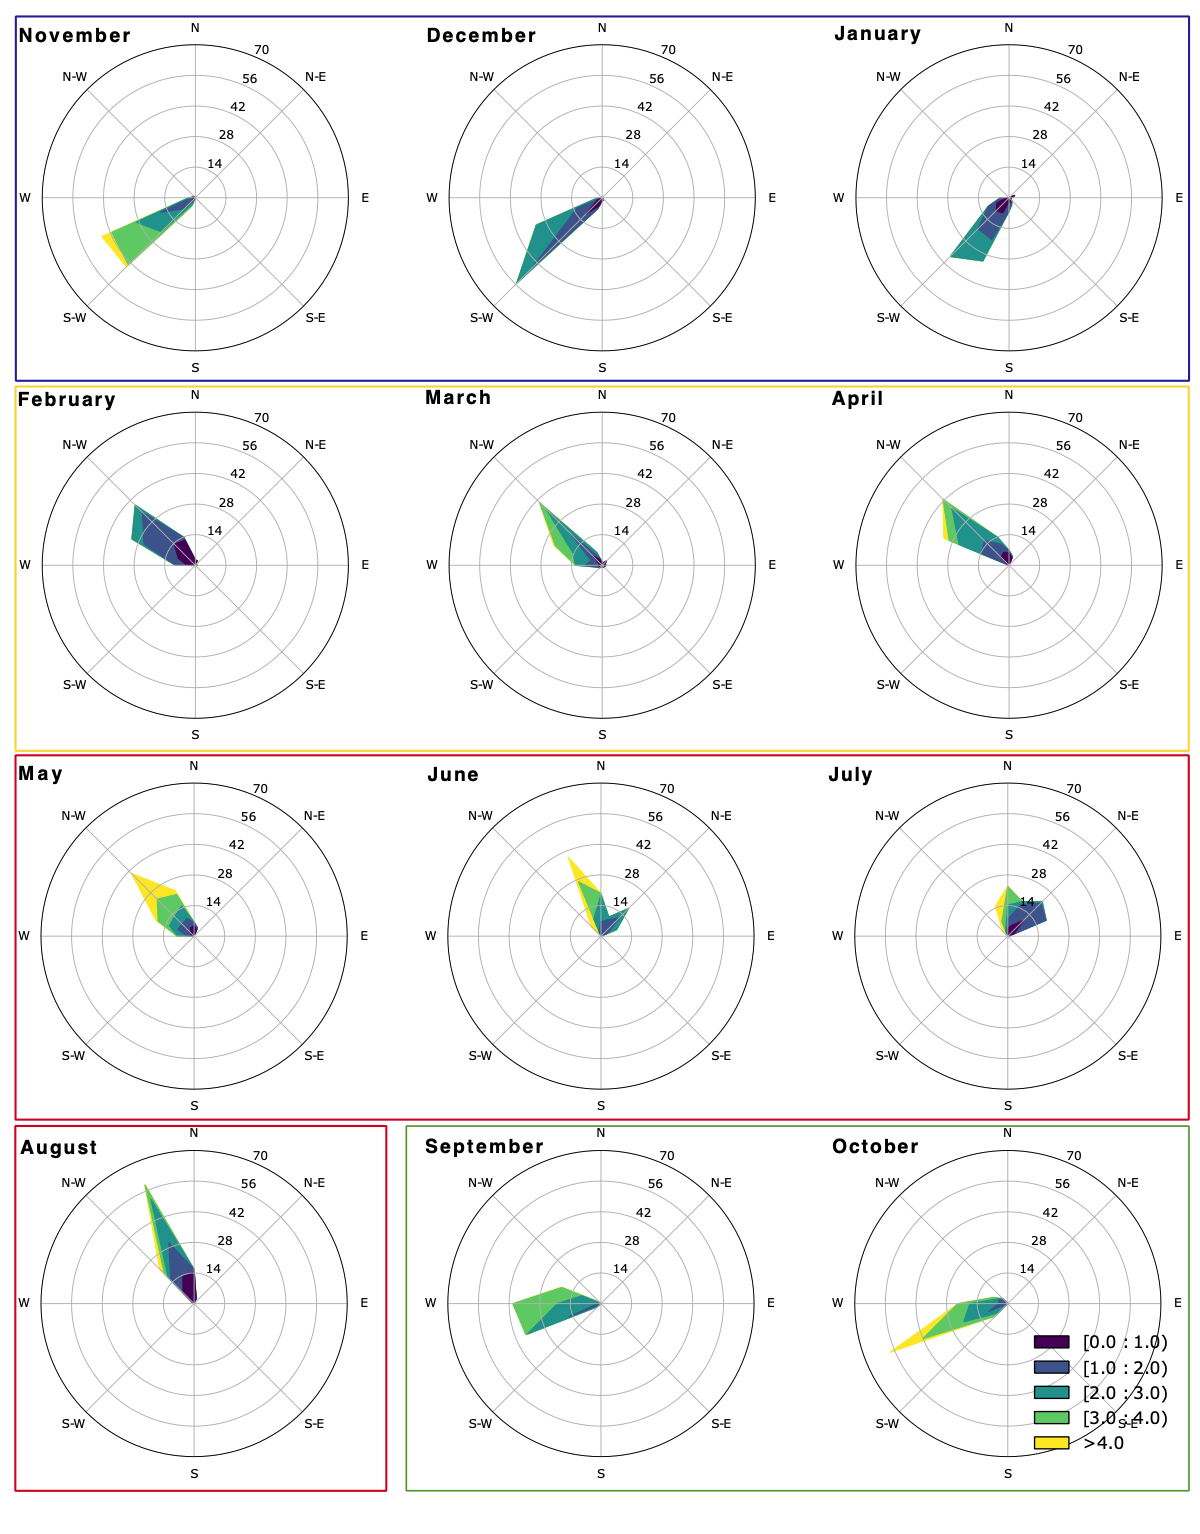 November
N
70
56
42
28
14
N-W
N-E
W
E
S-W
S-E
S
December
N
70
56
42
28
14
N-W
N-E
W
E
S-W
S-E
S
January
N
70
56
42
28
14
N-W
N-E
W
E
S-W
S-E
S
February
N
70
56
42
28
14
N-W
N-E
W
E
S-W
S-E
S
March
N
70
56
42
28
14
N-W
N-E
W
E
S-W
S-E
S
April
N
70
56
42
28
14
N-W
N-E
W
E
S-W
S-E
S
May
N
70
56
42
28
14
N-W
N-E
W
E
S-W
S-E
S
June
N
70
56
42
28
14
N-W
N-E
W
E
S-W
S-E
S
July
N
70
56
42
28
14
N-W
N-E
W
E
S-W
S-E
S
August
N
70
56
42
28
14
N-W
N-E
W
E
S-W
S-E
S
September
N
70
56
42
28
14
N-W
N-E
W
E
S-W
S-E
S
October
N
70
56
42
28
14
N-W
N-E
W
E
S-W
S-E
S
[0.0 : 1.0)
[1.0 : 2.0)
[2.0 : 3.0)
[3.0 : 4.0)
>4.0